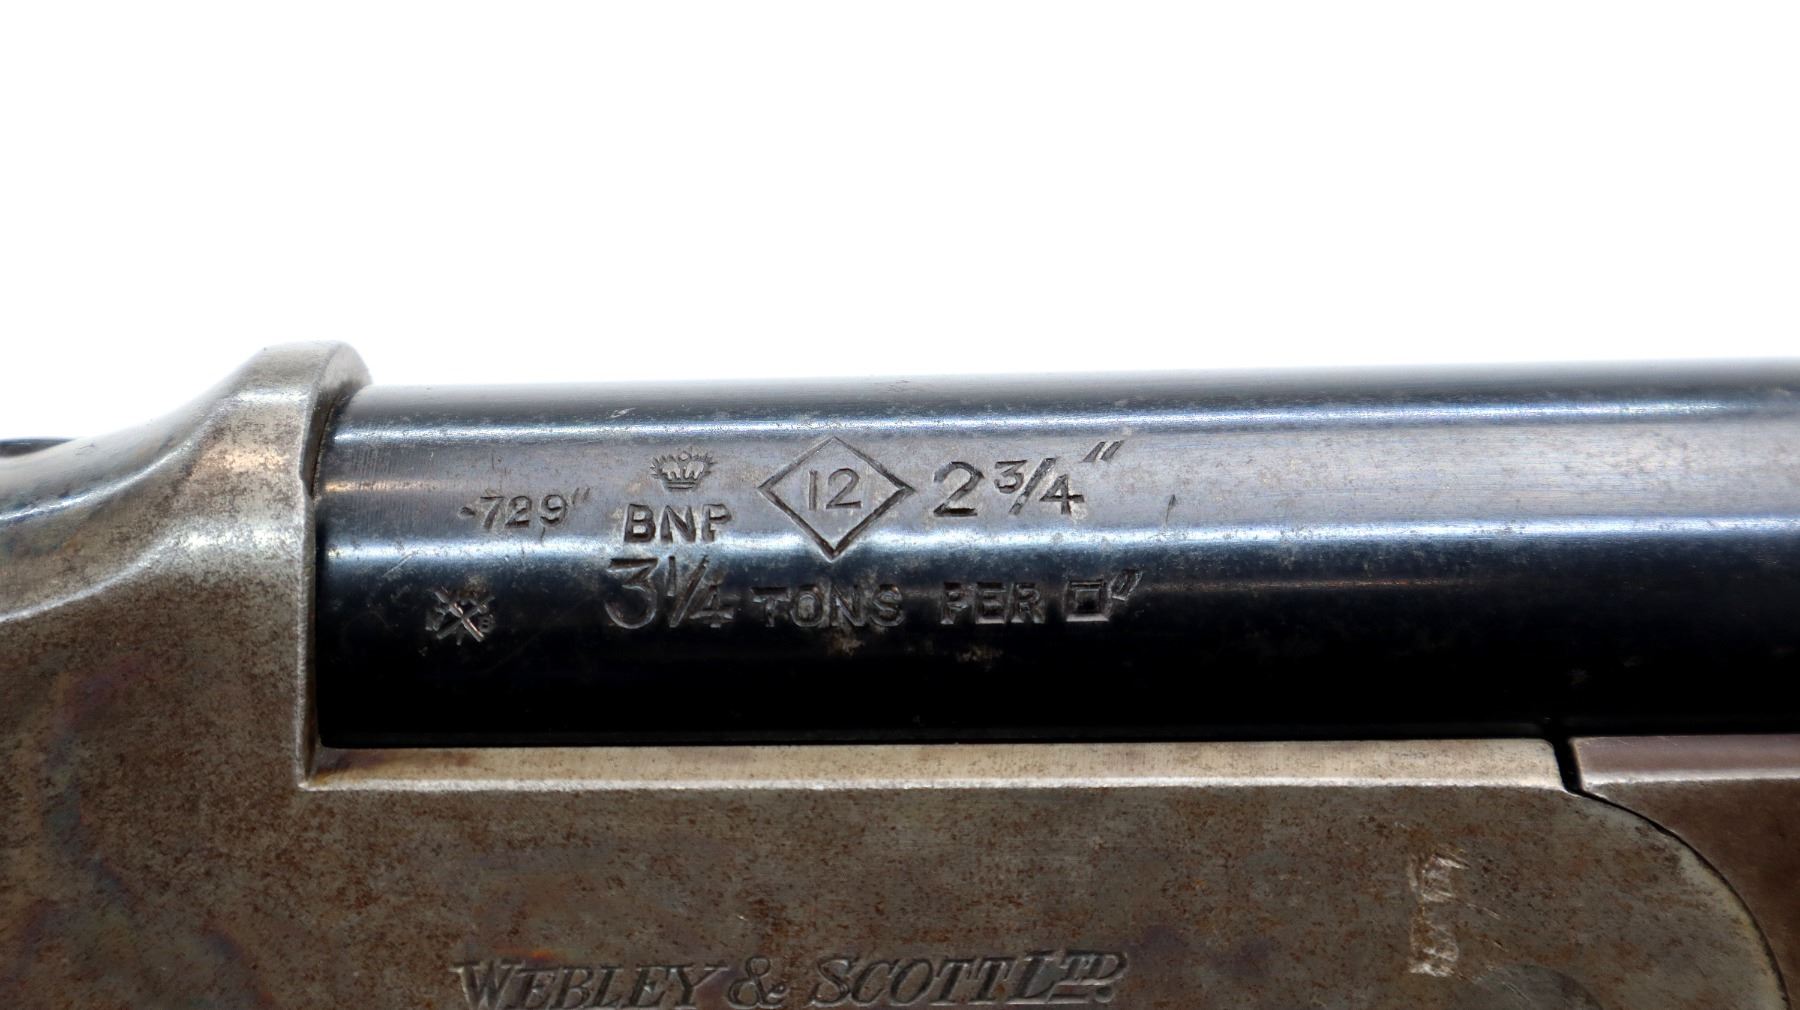 ·729" BNP 12 2 3/4"
3 1/4 TONS PER □"
WEBLEY & SCOTT LTD.